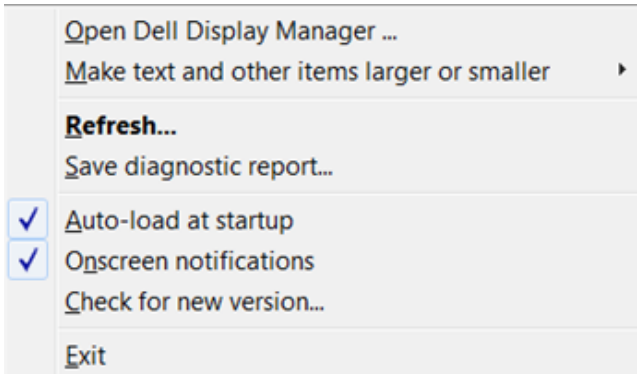 Open Dell Display Manager ...
Make text and other items larger or smaller
Refresh...
Save diagnostic report...
Auto-load at startup
Onscreen notifications
Check for new version...
Exit